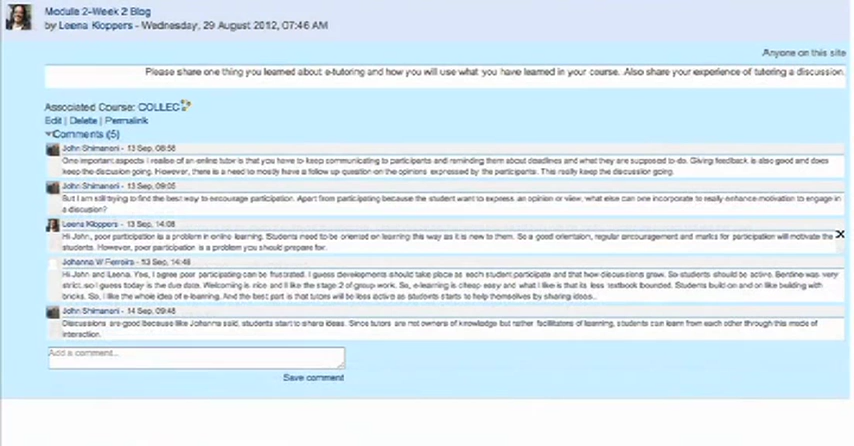 Module 2-Week 2 Blog
by Leena Kloppers - Wednesday, 29 August 2012, 07:46 AM
Anyone on this site
Please share one thing you learned about e-tutoring and how you will use what you have learned in your course. Also share your experience of tutoring a discussion.
Associated Course: COLLEC
Edit | Delete | Permalink
Comments (5)
John Shimaneni - 13 Sep, 08:58
One important aspects I realise of an online tutor is that you have to keep communicating to participants and reminding them about deadlines and what they are supposed to do. Giving feedback is also good and does
keep the discusion going. However, there is a need to mostly have a follow up question on the opinions expressed by the participants. This really keep the discusion going.
John Shimaneni - 13 Sep, 09:05
But I am still trying to find the best way to encourage participation. Apart from participating because the student want to express an opinion or view, what else can one incorporate to really enhance motivation to engage in
a discusion?
Leena Kloppers - 13 Sep, 14:08
Hi John, poor participation is a problem in online learning. Students need to be oriented on learning this way as it is new to them. So a good orientaion, regular encouragement and marks for participation will motivate the
students. However, poor participation is a problem you should prepare for.
X
Johanna W Ferreira - 13 Sep, 14:48
Hi John and Leena. Yes, I agree poor participating can be frustrated. I guess developments should take place as each student participate and that how discussions grow. So students should be active. Bertine was very
strict, so I guess today is the due date. Welcoming is nice and I like the stage 2 of group work. So, e-learning is cheap easy and what I like is that its less textbook bounded. Students build on and on like building with
bricks. So, I like the whole idea of e-learning. And the best part is that tutors will be less active as students starts to help themselves by sharing ideas..
John Shimaneni - 14 Sep, 09:48
Discussions are good because like Johanna said, students start to share ideas. Since tutors are not owners of knowledge but rather facilitators of learning, students can learn from each other through this mode of
interaction.
Add a comment...
Save comment